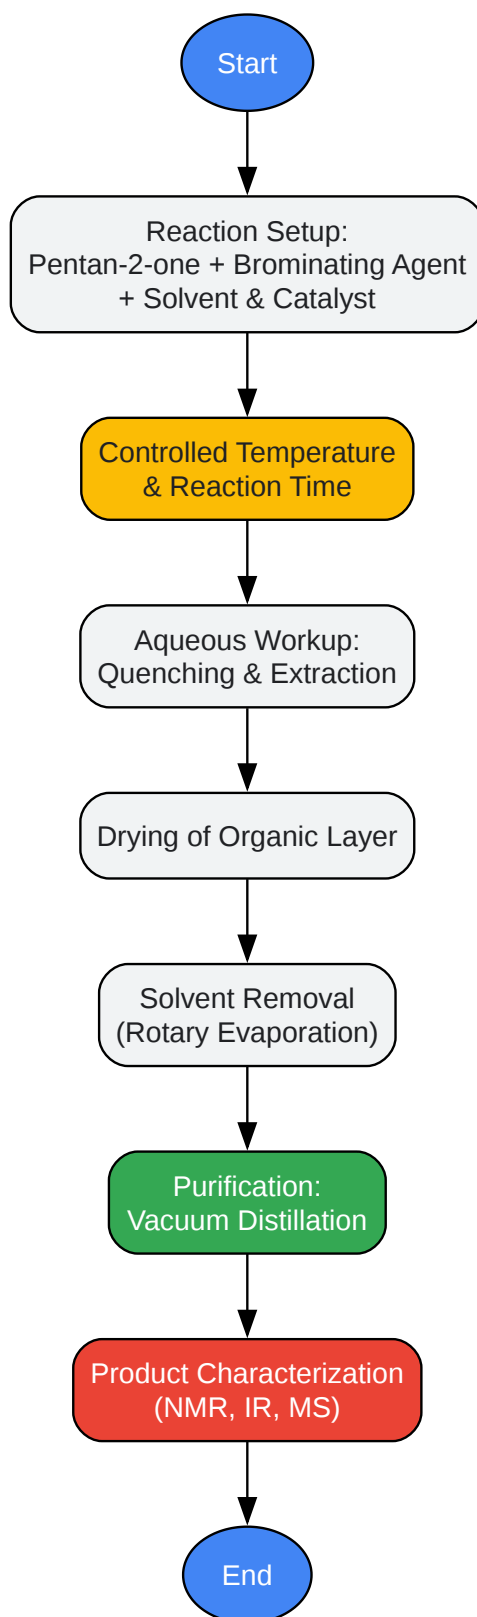 Start
Reaction Setup:
Pentan-2-one + Brominating Agent
+ Solvent & Catalyst
Controlled Temperature
& Reaction Time
Aqueous Workup:
Quenching & Extraction
Drying of Organic Layer
Solvent Removal
(Rotary Evaporation)
Purification:
Vacuum Distillation
Product Characterization
(NMR, IR, MS)
End